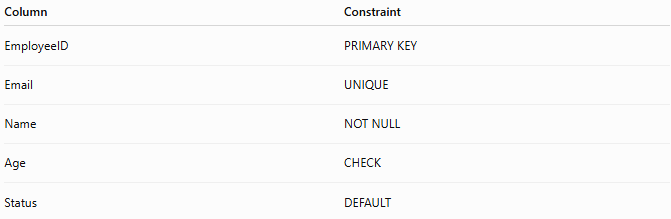 Column Constraint
EmployeeID PRIMARY KEY
Email UNIQUE
Name NOT NULL
Age CHECK
Status DEFAULT